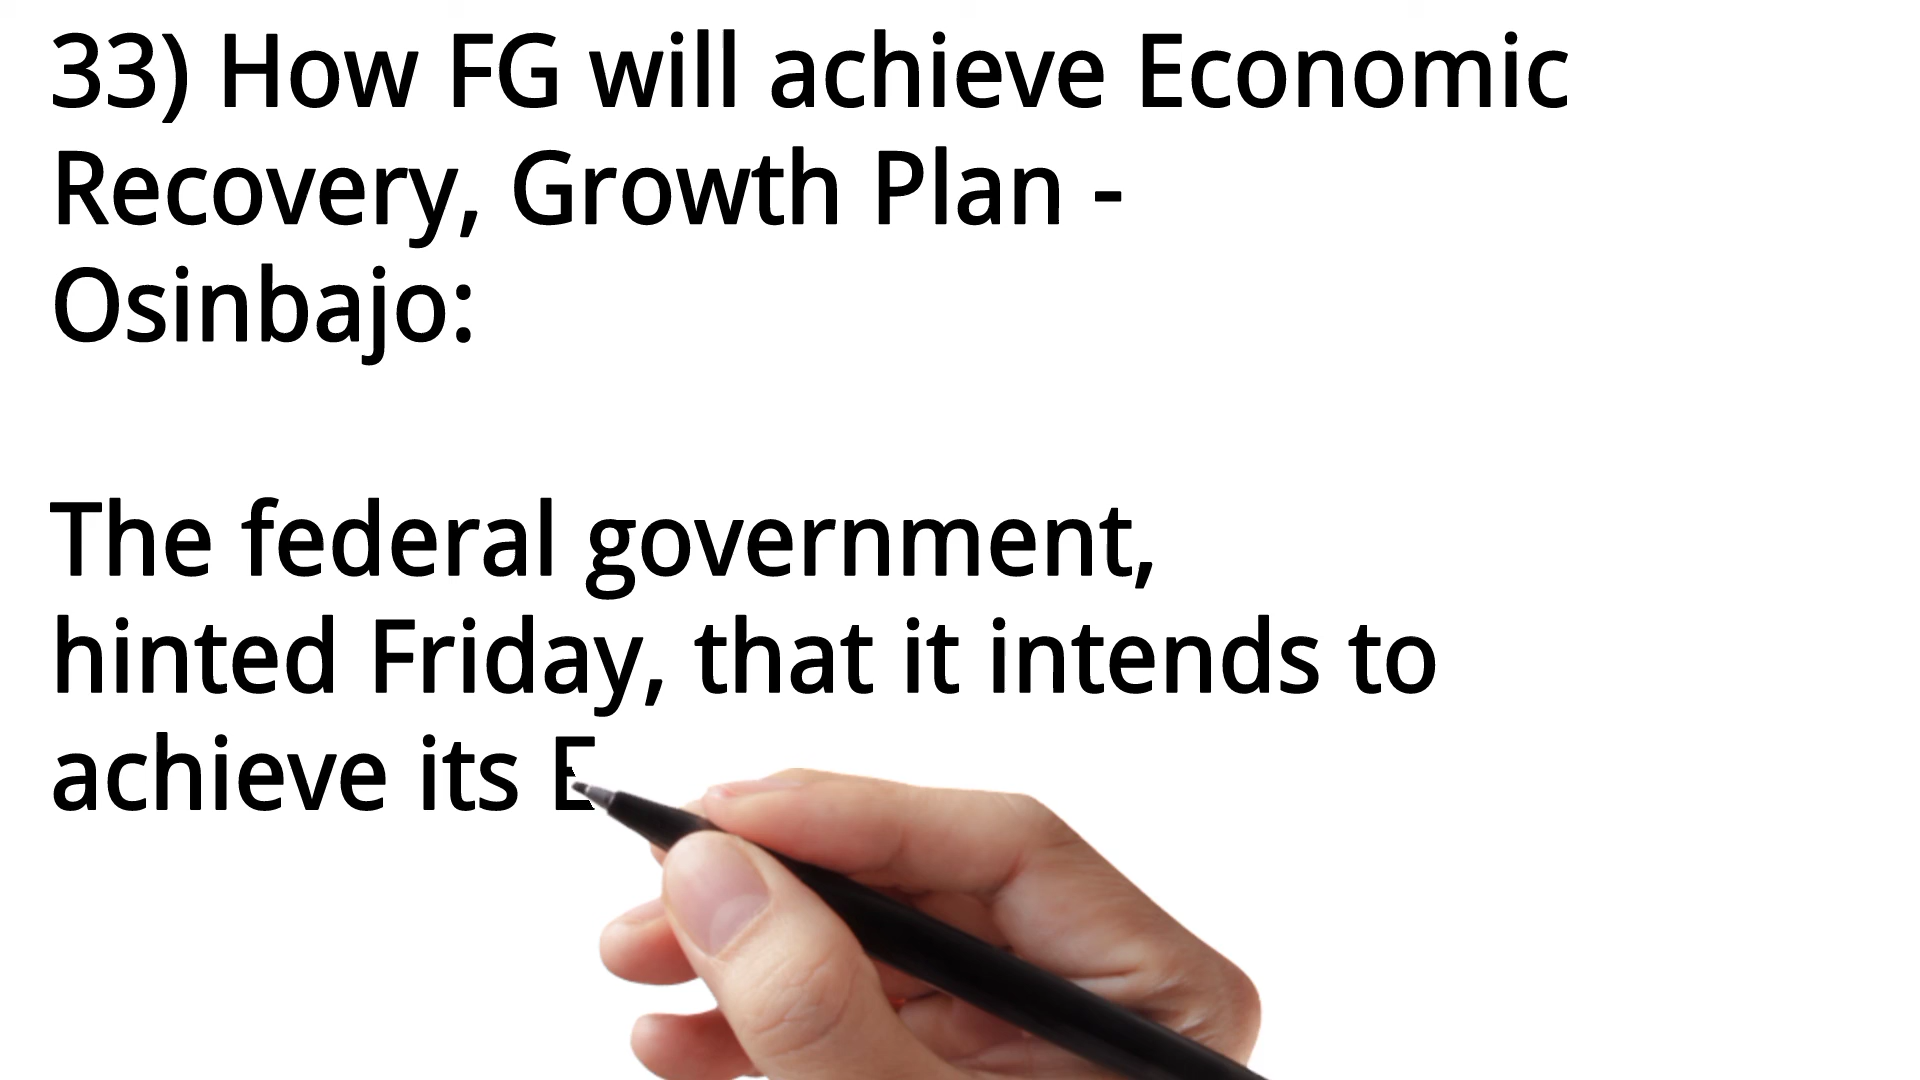 33) How FG will achieve Economic
Recovery, Growth Plan -
Osinbajo:
The federal government,
hinted Friday, that it intends to
achieve its E